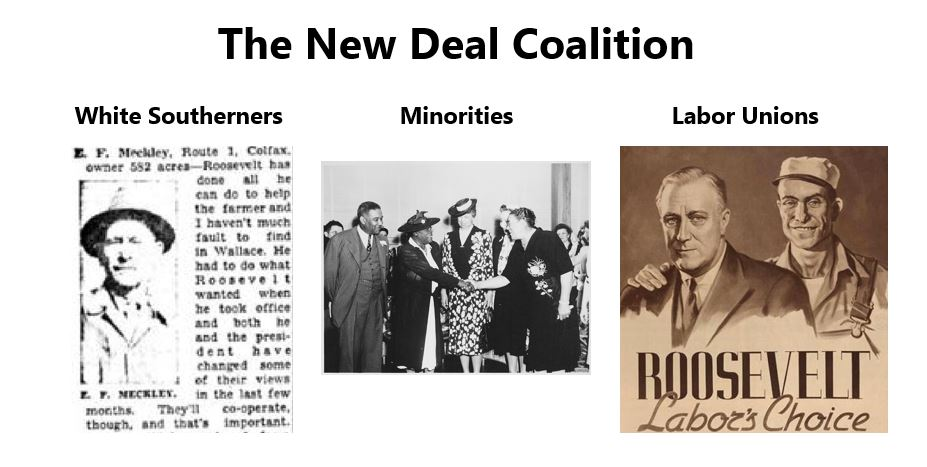 The New Deal Coalition
White Southerners
Minorities
Labor Unions
E. F. Meckley, Route 1, Colfax,
owner 582 acres—Roosevelt has
done all he
can do to help
the farmer and
I haven't much
fault to find
in Wallace. He
had to do what
Roosevelt
wanted when
he took office
and both he
and the presi-
dent have
changed some
of their views
E. F. MECKLEY. in the last few
months. They'll co-operate,
though, and that's important.
ROOSEVELT
Labor's Choice